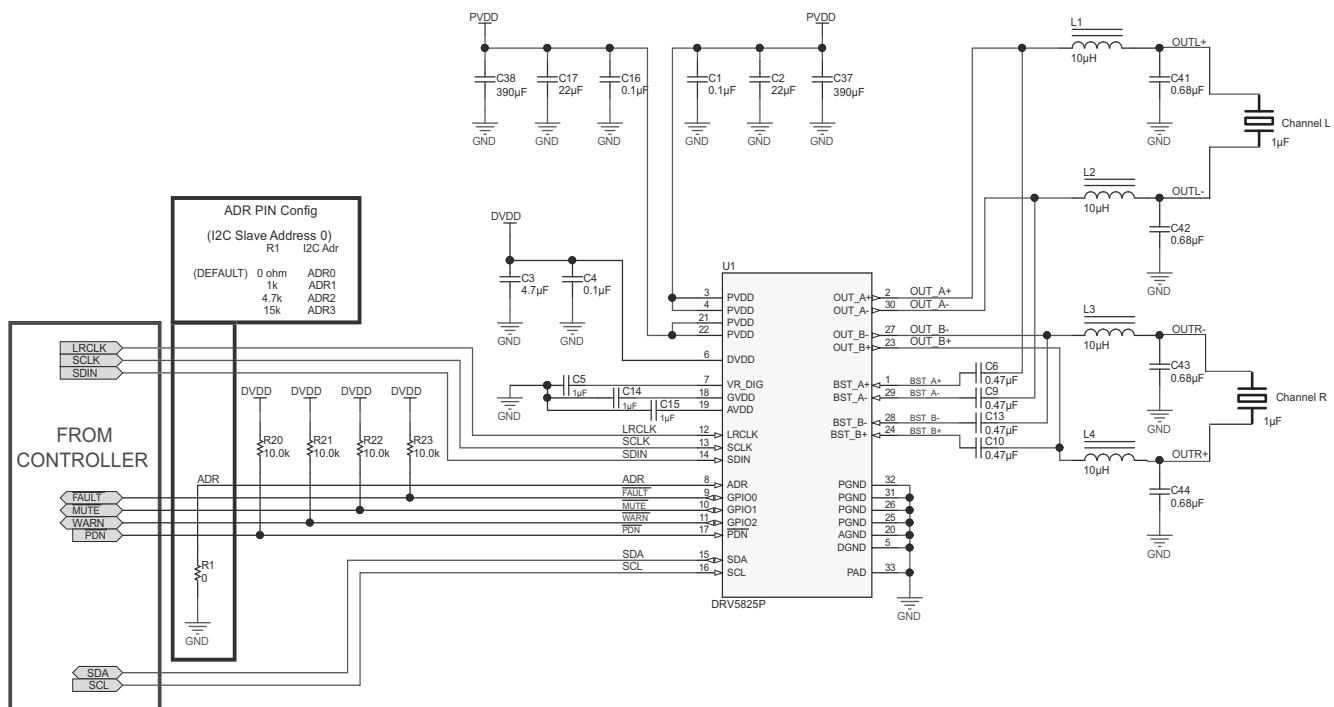 PVDD
PVDD
L1
OUTL+
10µH
C38
390µF
C17
22µF
C16
0.1µF
C1
0.1µF
C2
22µF
C37
390µF
C41
0.68µF
GND
GND
GND
GND
GND
GND
GND
Channel L
1µF
L2
OUTL-
10µH
C42
0.68µF
GND
ADR PIN Config
(I2C Slave Address 0)
R1 I2C Adr
(DEFAULT) 0 ohm ADR0
1k ADR1
4.7k ADR2
15k ADR3
DVDD
C3
4.7µF
C4
0.1µF
GND
GND
U1
3 PVDD OUT_A+ 2 OUT_A+
4 PVDD OUT_A- 30 OUT_A-
21 PVDD
22 PVDD OUT_B- 27 OUT_B-
OUT_B+ 23 OUT_B+
6 DVDD
L3
OUTR-
10µH
C43
0.68µF
GND
Channel R
1µF
LRCLK
SCLK
SDIN
C5
1µF
C14
1µF
C15
1µF
GND
7 VR_DIG BST_A+ 1 BST_A+
18 GVDD BST_A- 29 BST_A-
19 AVDD
BST_B- 28 BST_B-
BST_B+ 24 BST_B+
C6
0.47µF
C9
0.47µF
C13
0.47µF
C10
0.47µF
L4
OUTR+
10µH
C44
0.68µF
GND
DVDD DVDD DVDD DVDD
R20
10.0k
R21
10.0k
R22
10.0k
R23
10.0k
FROM
CONTROLLER
LRCLK 12 LRCLK
SCLK 13 SCLK
SDIN 14 SDIN
ADR
ADR 8 ADR PGND 32
FAULT
FAULT 9 GPIO0 PGND 31
MUTE
MUTE 10 GPIO1 PGND 26
WARN
WARN 11 GPIO2 PGND 25
PDN
PDN 17 PDN AGND 20
DGND 5
SDA 15 SDA
SCL 16 SCL PAD 33
R1
0
GND
DRV5825P
GND
SDA
SCL